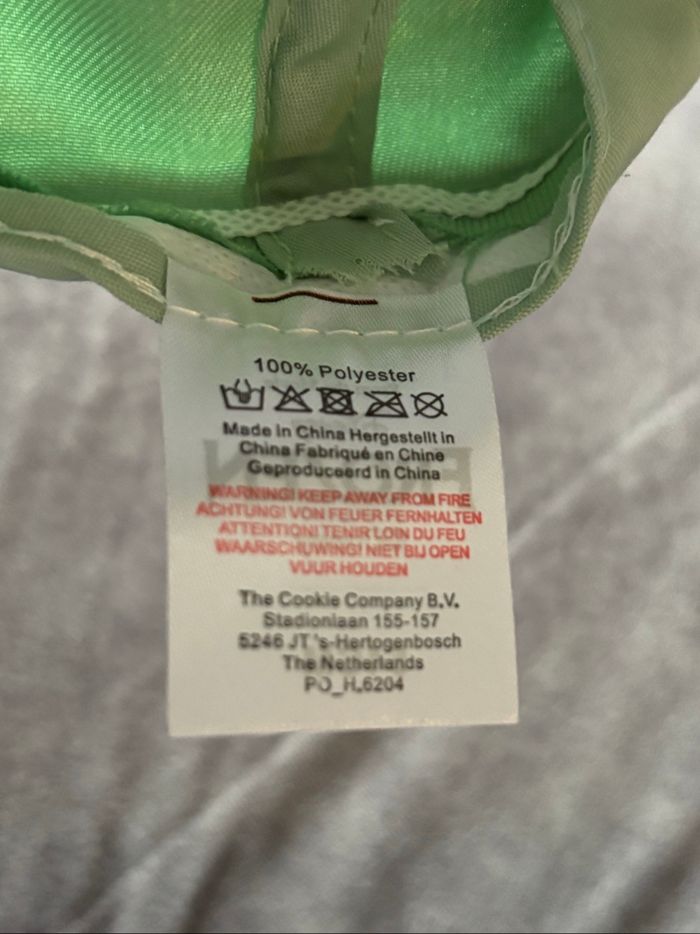 100% Polyester
Made in China Hergestellt in
China Fabriqué en Chine
Geproduceerd in China
WARNING! KEEP AWAY FROM FIRE
ACHTUNG! VON FEUER FERNHALTEN
ATTENTION! TENIR LOIN DU FEU
WAARSCHUWING! NIET BIJ OPEN
VUUR HOUDEN
The Cookie Company B.V.
Stadionlaan 155-157
5246 JT 's-Hertogenbosch
The Netherlands
PO_H.6204